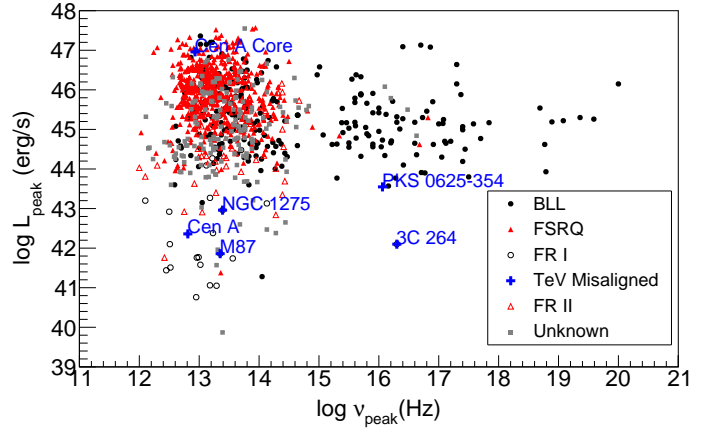 log L_peak (erg/s)
48
47
46
45
44
43
42
41
40
39
Cen A Core
PKS 0625-354
NGC 1275
Cen A
M87
3C 264
BLL
FSRQ
FR I
TeV Misaligned
FR II
Unknown
11 12 13 14 15 16 17 18 19 20 21
log ν_peak(Hz)